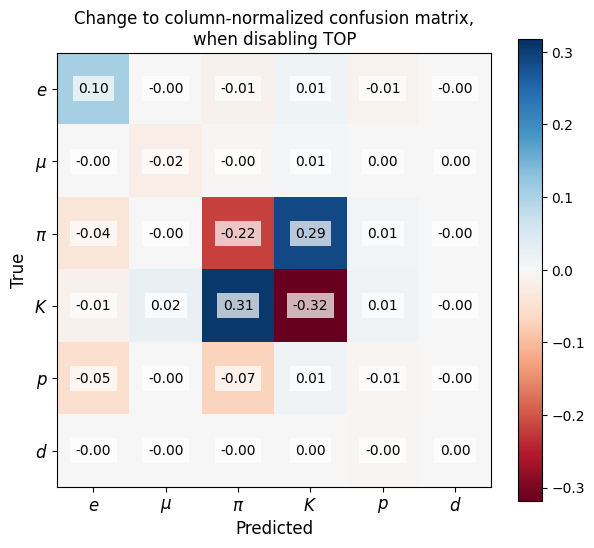 Change to column-normalized confusion matrix,
when disabling TOP
True
e 0.10 -0.00 -0.01 0.01 -0.01 -0.00
μ -0.00 -0.02 -0.00 0.01 0.00 0.00
π -0.04 -0.00 -0.22 0.29 0.01 -0.00
K -0.01 0.02 0.31 -0.32 0.01 -0.00
p -0.05 -0.00 -0.07 0.01 -0.01 -0.00
d -0.00 -0.00 -0.00 0.00 -0.00 0.00
e μ π K p d
Predicted
0.3
0.2
0.1
0.0
−0.1
−0.2
−0.3